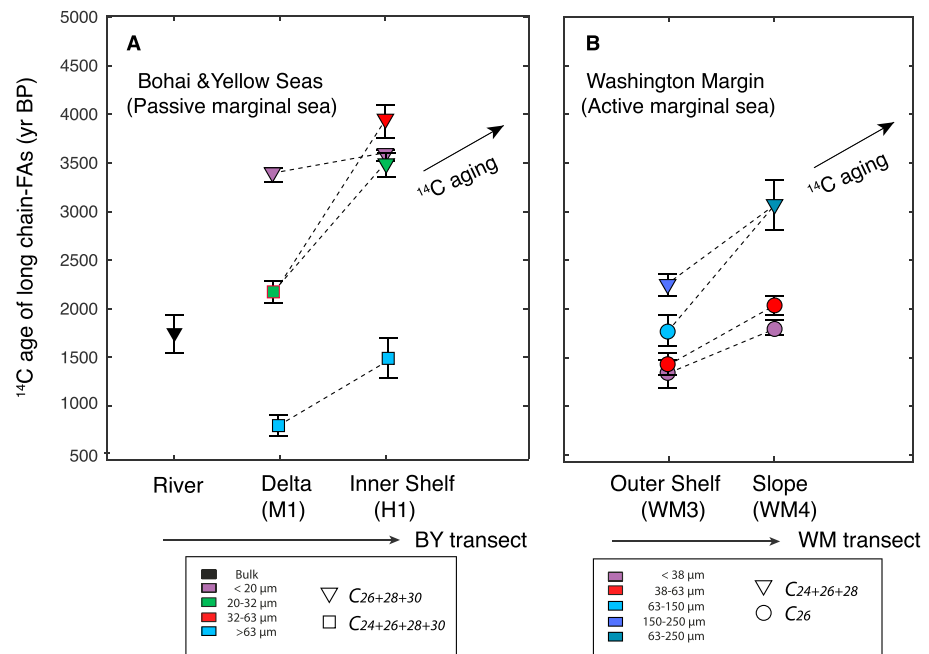 A
Bohai &Yellow Seas
(Passive marginal sea)
¹⁴C aging
B
Washington Margin
(Active marginal sea)
¹⁴C aging
¹⁴C age of long chain-FAs (yr BP)
5000
4500
4000
3500
3000
2500
2000
1500
1000
500
River
Delta
(M1)
Inner Shelf
(H1)
BY transect
Outer Shelf
(WM3)
Slope
(WM4)
WM transect
Bulk
< 20 µm
20-32 µm
32-63 µm
>63 µm
C26+28+30
C24+26+28+30
< 38 µm
38-63 µm
63-150 µm
150-250 µm
63-250 µm
C24+26+28
C26